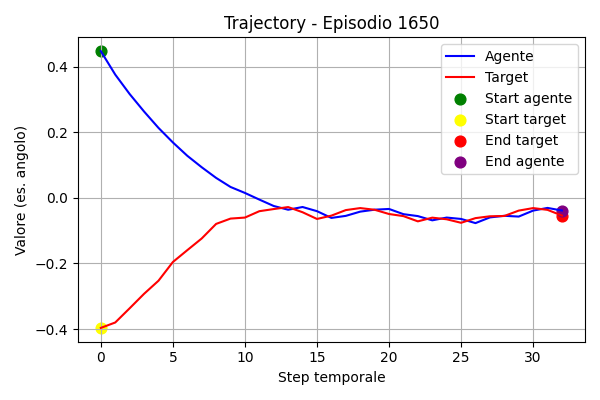 Trajectory - Episodio 1650
Valore (es. angolo)
0.4
0.2
0.0
−0.2
−0.4
Agente
Target
Start agente
Start target
End target
End agente
0 5 10 15 20 25 30
Step temporale